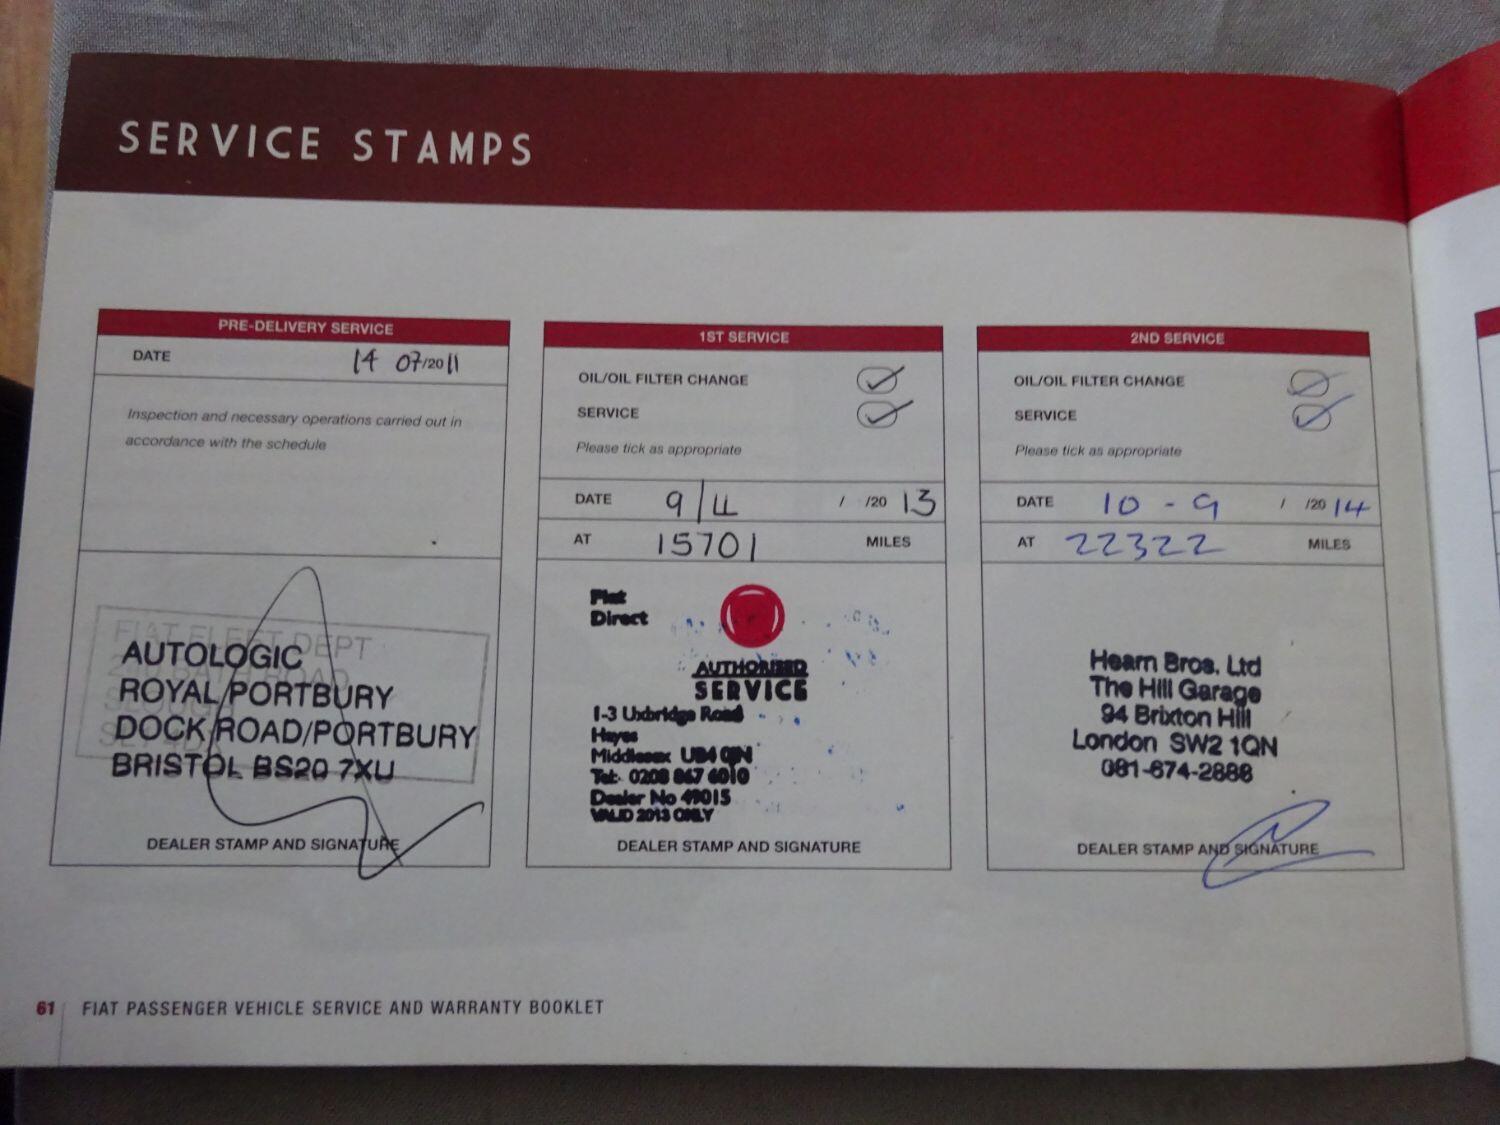 SERVICE STAMPS
PRE-DELIVERY SERVICE
DATE 14 07/2011
Inspection and necessary operations carried out in
accordance with the schedule
FIAT FLEET DEPT
AUTOLOGIC
ROYAL/PORTBURY
DOCK ROAD/PORTBURY
BRISTOL BS20 7XU
DEALER STAMP AND SIGNATURE
1ST SERVICE
OIL/OIL FILTER CHANGE
SERVICE
Please tick as appropriate
DATE 9/4 / /20 13
AT 15701 MILES
Fiat
Direct
AUTHORISED
SERVICE
1-3 Uxbridge Road
Hayes
Middlesex UB4 0JN
Tel: 0208 867 6010
Dealer No 49015
VALID 2013 ONLY
DEALER STAMP AND SIGNATURE
2ND SERVICE
OIL/OIL FILTER CHANGE
SERVICE
Please tick as appropriate
DATE 10 - 9 / /20 14
AT 22322 MILES
Hearn Bros. Ltd
The Hill Garage
94 Brixton Hill
London SW2 1QN
081-674-2888
DEALER STAMP AND SIGNATURE
61 FIAT PASSENGER VEHICLE SERVICE AND WARRANTY BOOKLET